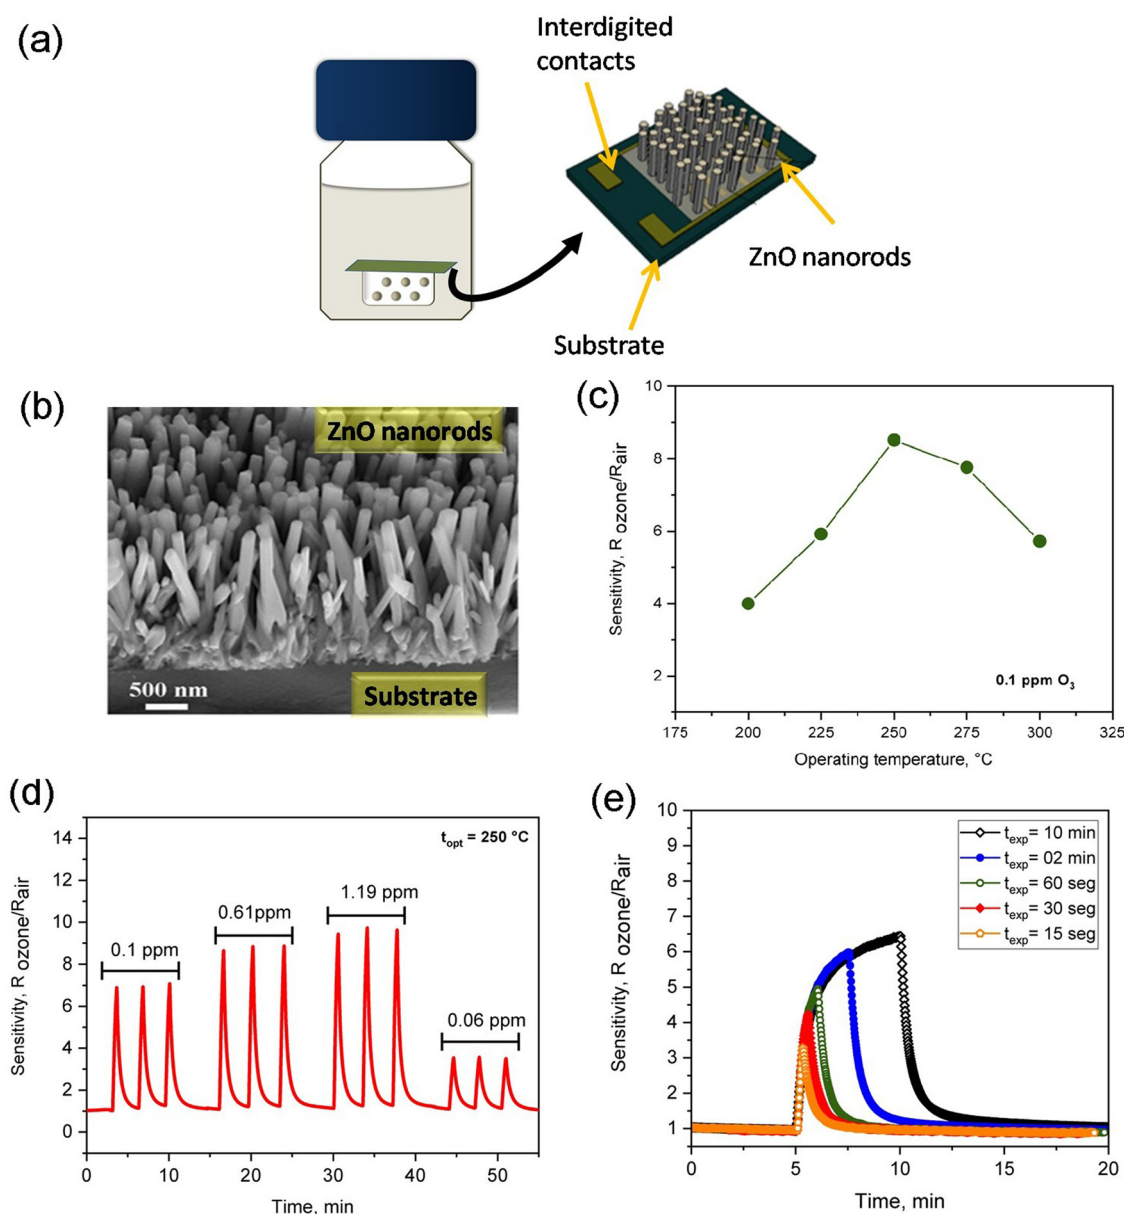 (a)
Interdigited
contacts
ZnO nanorods
Substrate
(b)
ZnO nanorods
500 nm
Substrate
(c)
10
8
6
4
2
175 200 225 250 275 300 325
Sensitivity, R ozone/Rair
Operating temperature, °C
0.1 ppm O3
(d)
topt = 250 °C
14
12
10
8
6
4
2
0
0 10 20 30 40 50
Sensitivity, R ozone/Rair
Time, min
0.1 ppm
0.61ppm
1.19 ppm
0.06 ppm
(e)
10
9
8
7
6
5
4
3
2
1
0 5 10 15 20
Sensitivity, R ozone/Rair
Time, min
texp= 10 min
texp= 02 min
texp= 60 seg
texp= 30 seg
texp= 15 seg